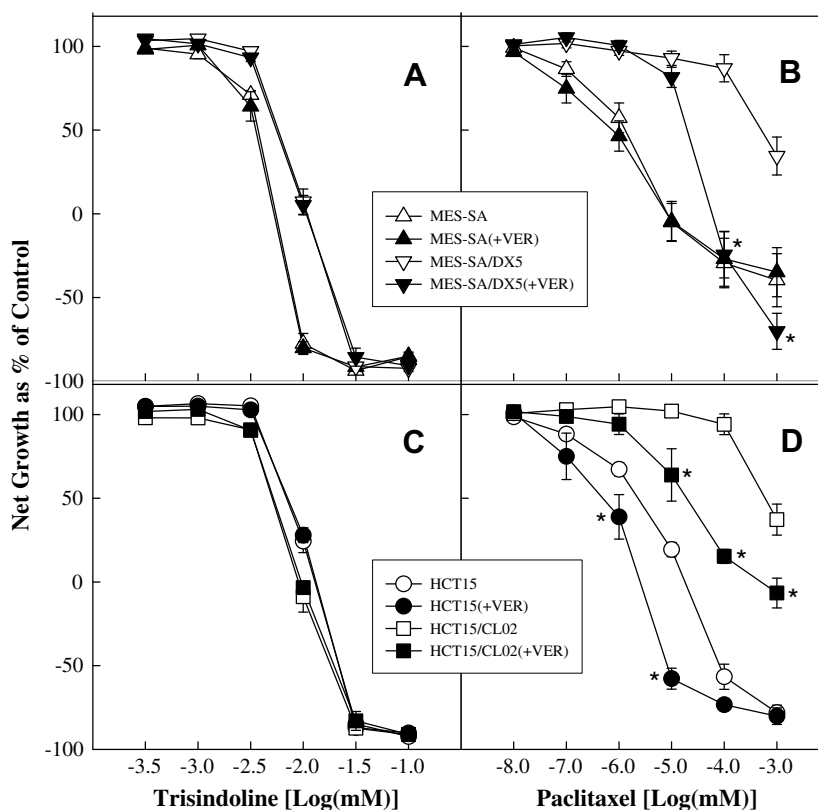 Net Growth as % of Control
100
50
0
-50
-100
A
B
MES-SA
MES-SA(+VER)
MES-SA/DX5
MES-SA/DX5(+VER)
*
*
100
50
0
-50
-100
C
D
HCT15
HCT15(+VER)
HCT15/CL02
HCT15/CL02(+VER)
*
*
*
*
*
-3.5 -3.0 -2.5 -2.0 -1.5 -1.0
-8.0 -7.0 -6.0 -5.0 -4.0 -3.0
Trisindoline [Log(mM)]
Paclitaxel [Log(mM)]